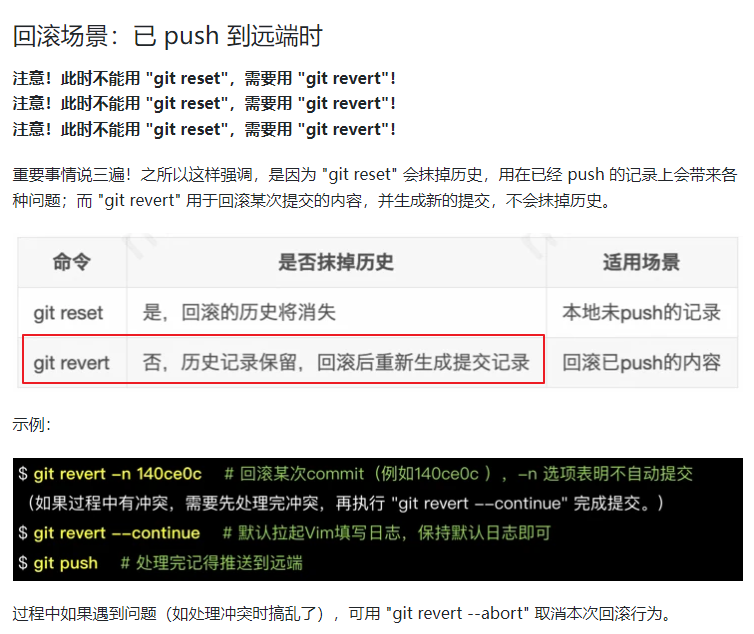 回滚场景：已 push 到远端时
注意！此时不能用 "git reset"，需要用 "git revert"！
注意！此时不能用 "git reset"，需要用 "git revert"！
注意！此时不能用 "git reset"，需要用 "git revert"！
重要事情说三遍！之所以这样强调，是因为 "git reset" 会抹掉历史，用在已经 push 的记录上会带来各
种问题；而 "git revert" 用于回滚某次提交的内容，并生成新的提交，不会抹掉历史。
命令 是否抹掉历史 适用场景
git reset 是，回滚的历史将消失 本地未push的记录
git revert 否，历史记录保留，回滚后重新生成提交记录 回滚已push的内容
示例：
$ git revert –n 140ce0c # 回滚某次commit（例如140ce0c ），–n 选项表明不自动提交
（如果过程中有冲突，需要先处理完冲突，再执行 "git revert --continue" 完成提交。）
$ git revert --continue # 默认拉起Vim填写日志，保持默认日志即可
$ git push # 处理完记得推送到远端
过程中如果遇到问题（如处理冲突时搞乱了），可用 "git revert --abort" 取消本次回滚行为。